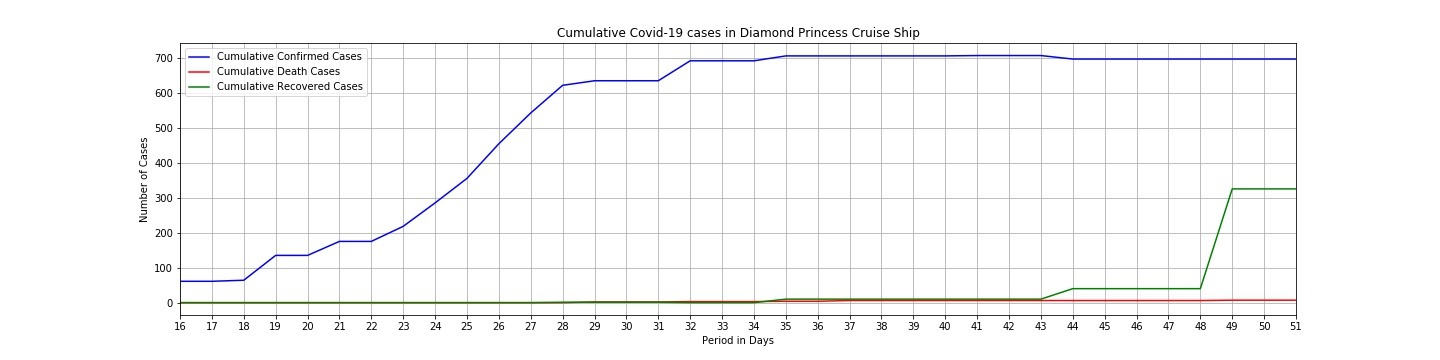 Cumulative Covid-19 cases in Diamond Princess Cruise Ship
Cumulative Confirmed Cases
Cumulative Death Cases
Cumulative Recovered Cases
Number of Cases
700
600
500
400
300
200
100
0
16 17 18 19 20 21 22 23 24 25 26 27 28 29 30 31 32 33 34 35 36 37 38 39 40 41 42 43 44 45 46 47 48 49 50 51
Period in Days